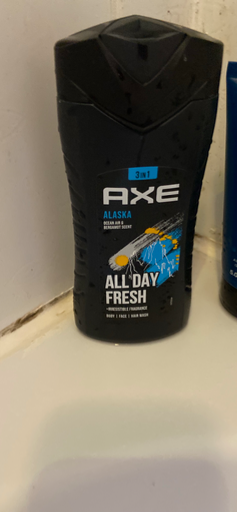 3 IN 1
AXE
ALASKA
OCEAN AIR &
BERGAMOT SCENT
ALL DAY
FRESH
+IRRESISTIBLE FRAGRANCE
BODY | FACE | HAIR WASH